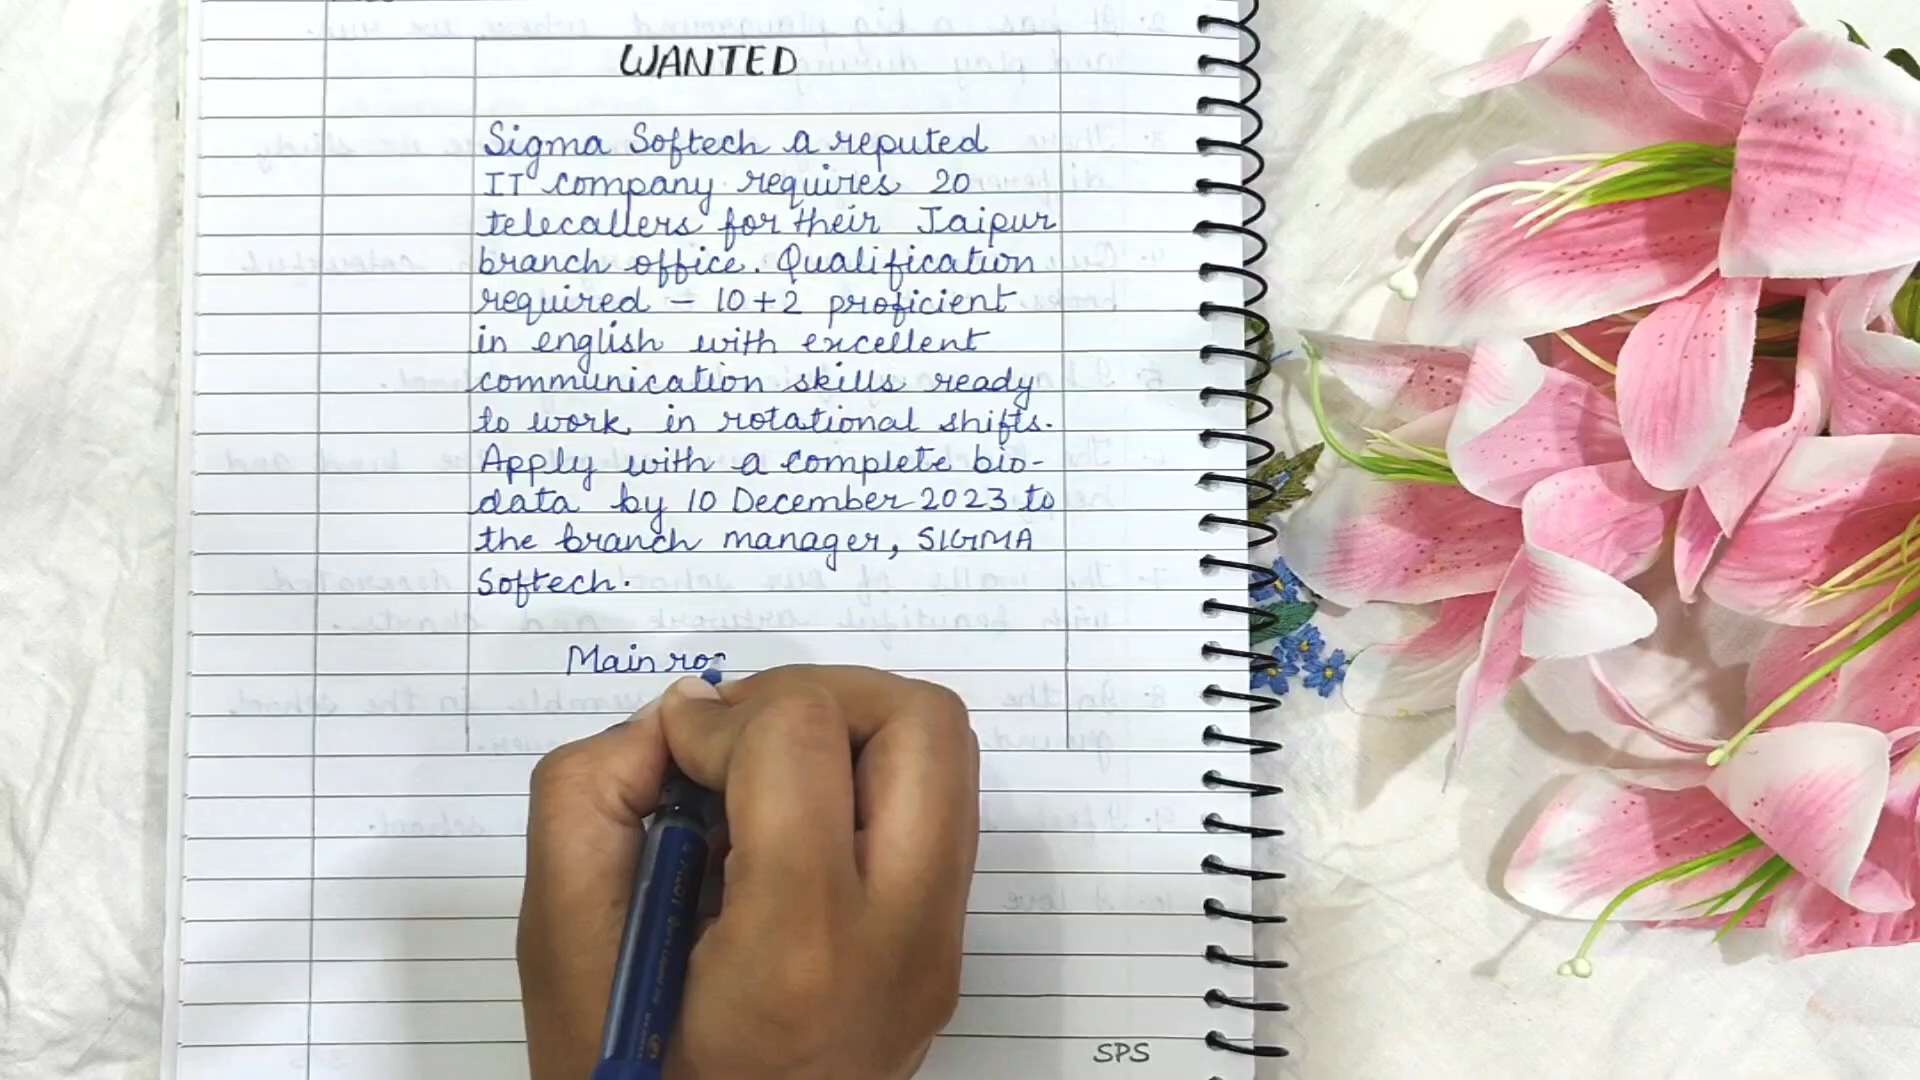 WANTED
Sigma Softech a reputed
IT company requires 20
telecallers for their Jaipur
branch office. Qualification
required – 10+2 proficient
in english with excellent
communication skills ready
to work in rotational shifts.
Apply with a complete bio-
data by 10 December 2023 to
the branch manager, SIGMA
Softech.
Main
SPS